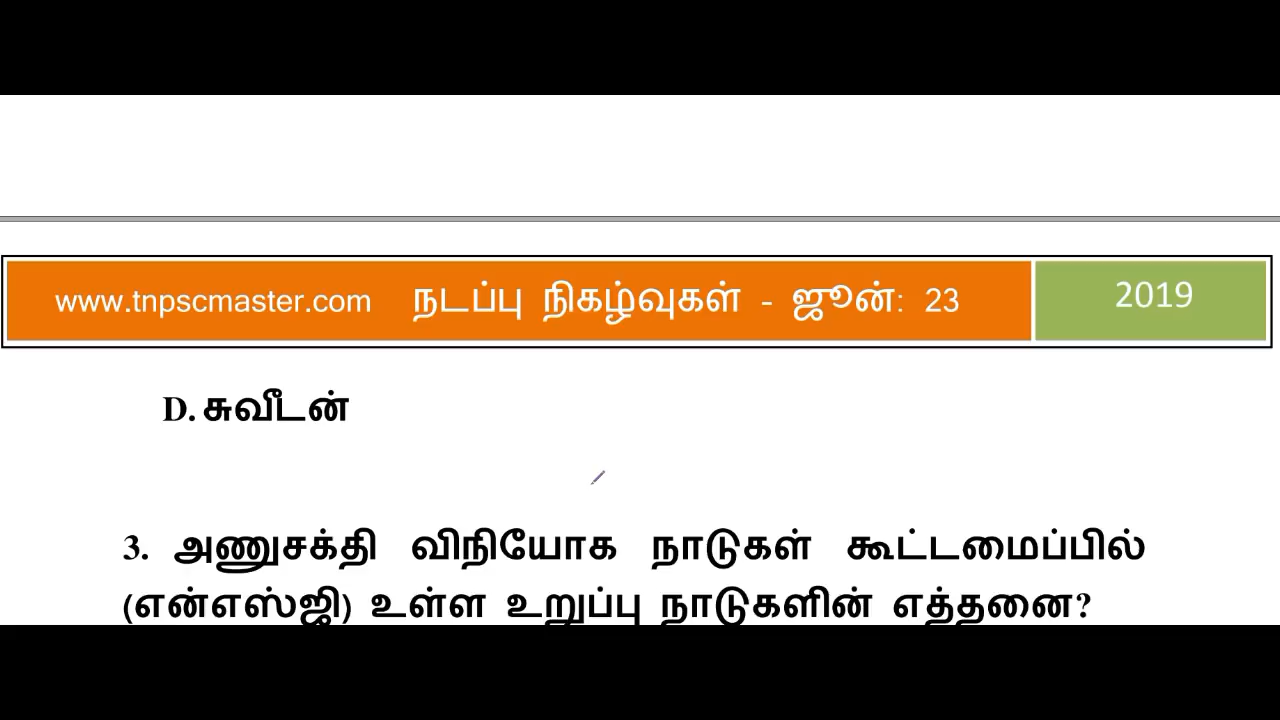 www.tnpscmaster.com நடப்பு நிகழ்வுகள் - ஜூன்: 23 2019
D. சுவீடன்
3. அணுசக்தி விநியோக நாடுகள் கூட்டமைப்பில்
(என்எஸ்ஜி) உள்ள உறுப்பு நாடுகளின் எத்தனை?